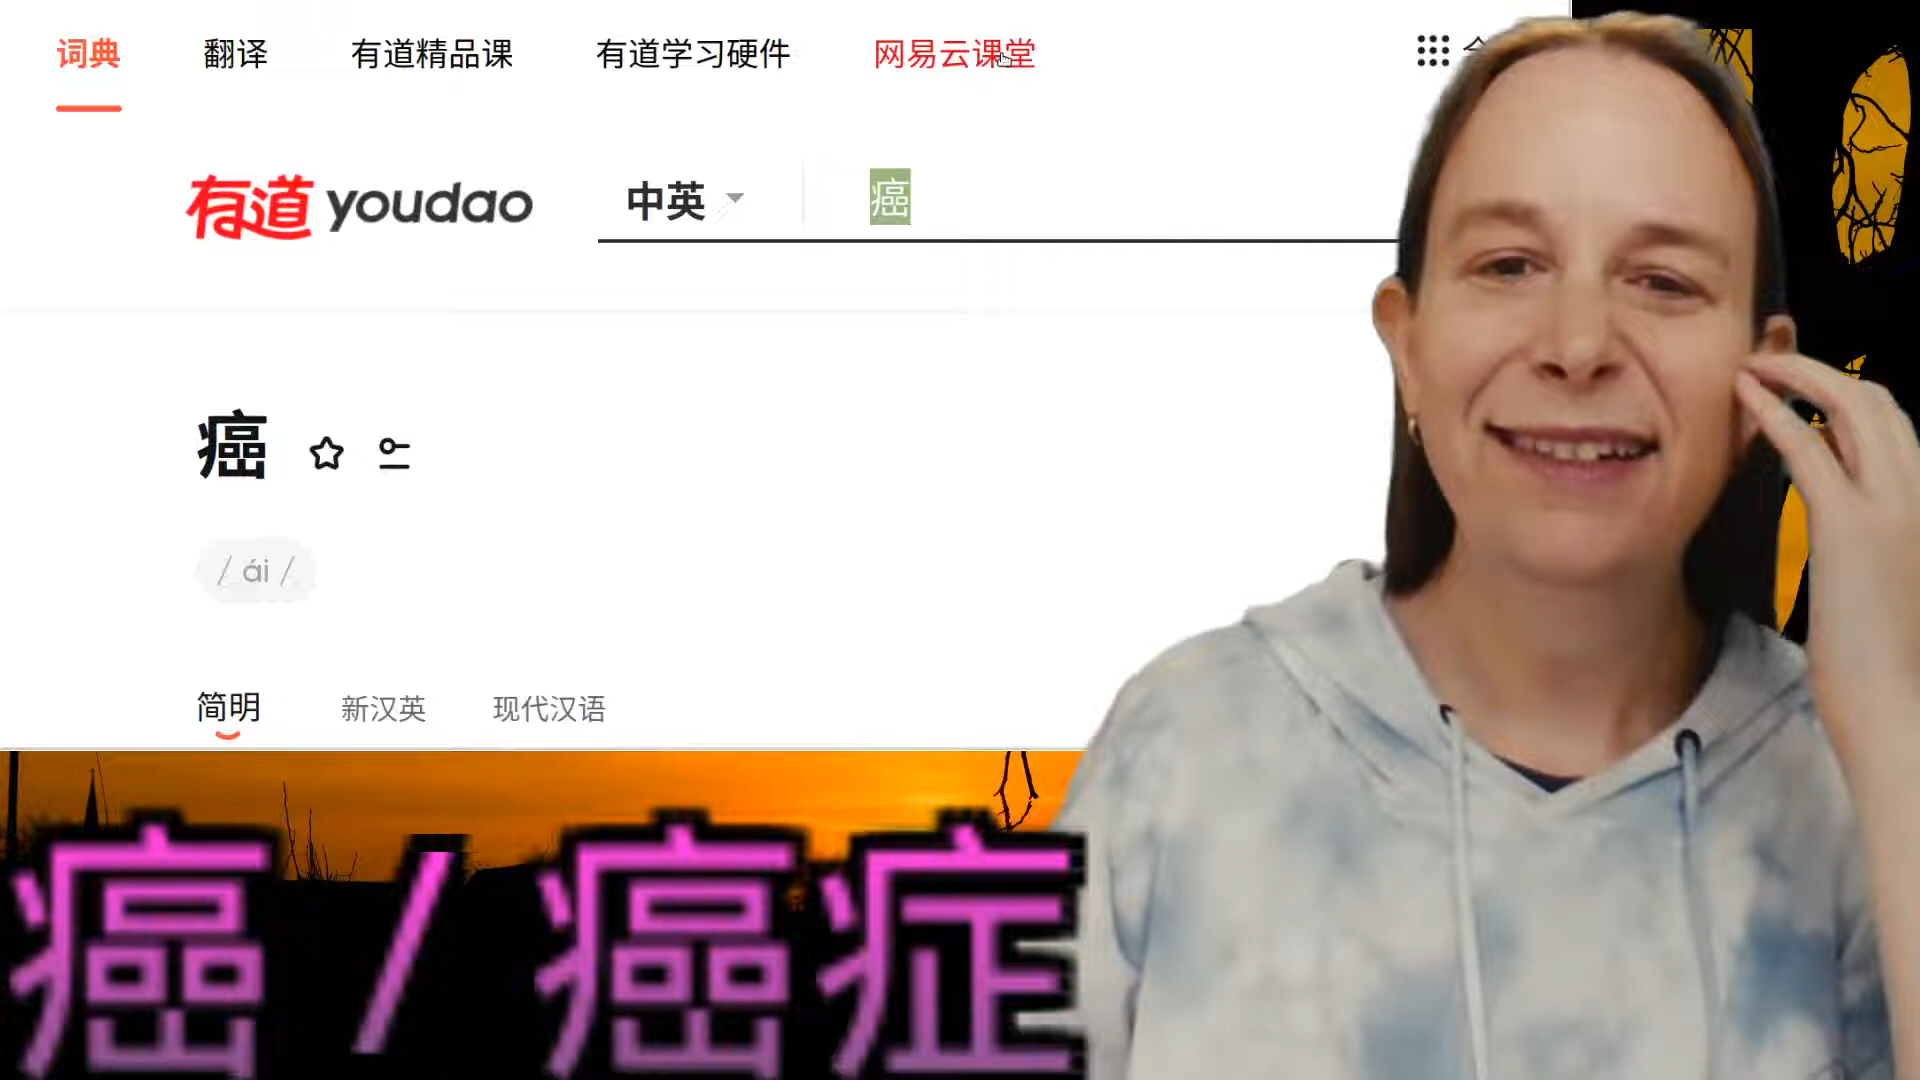 词典 翻译 有道精品课 有道学习硬件 网易云课堂
有道 youdao 中英 癌
癌
/ ái /
简明 新汉英 现代汉语
癌 / 癌症